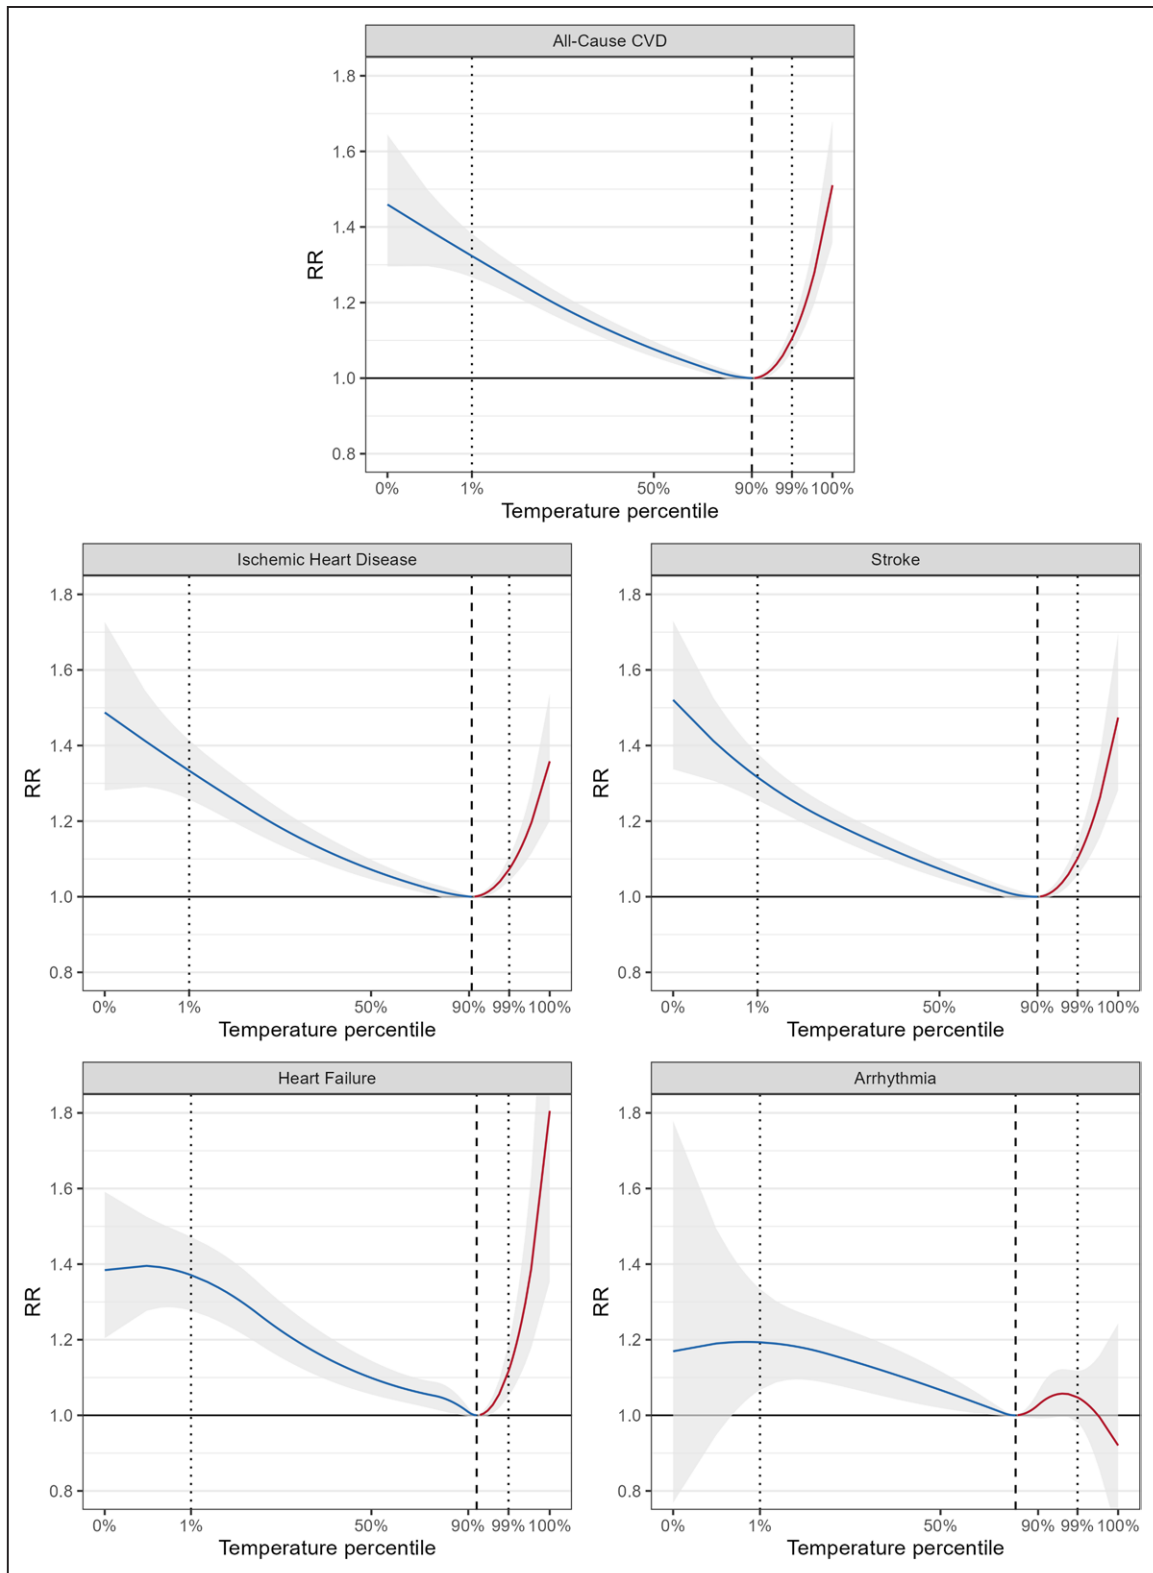 All-Cause CVD
1.8
1.6
1.4
1.2
1.0
0.8
RR
0% 1% 50% 90% 99% 100%
Temperature percentile
Ischemic Heart Disease
1.8
1.6
1.4
1.2
1.0
0.8
RR
0% 1% 50% 90% 99% 100%
Temperature percentile
Stroke
1.8
1.6
1.4
1.2
1.0
0.8
RR
0% 1% 50% 90% 99% 100%
Temperature percentile
Heart Failure
1.8
1.6
1.4
1.2
1.0
0.8
RR
0% 1% 50% 90% 99% 100%
Temperature percentile
Arrhythmia
1.8
1.6
1.4
1.2
1.0
0.8
RR
0% 1% 50% 90% 99% 100%
Temperature percentile